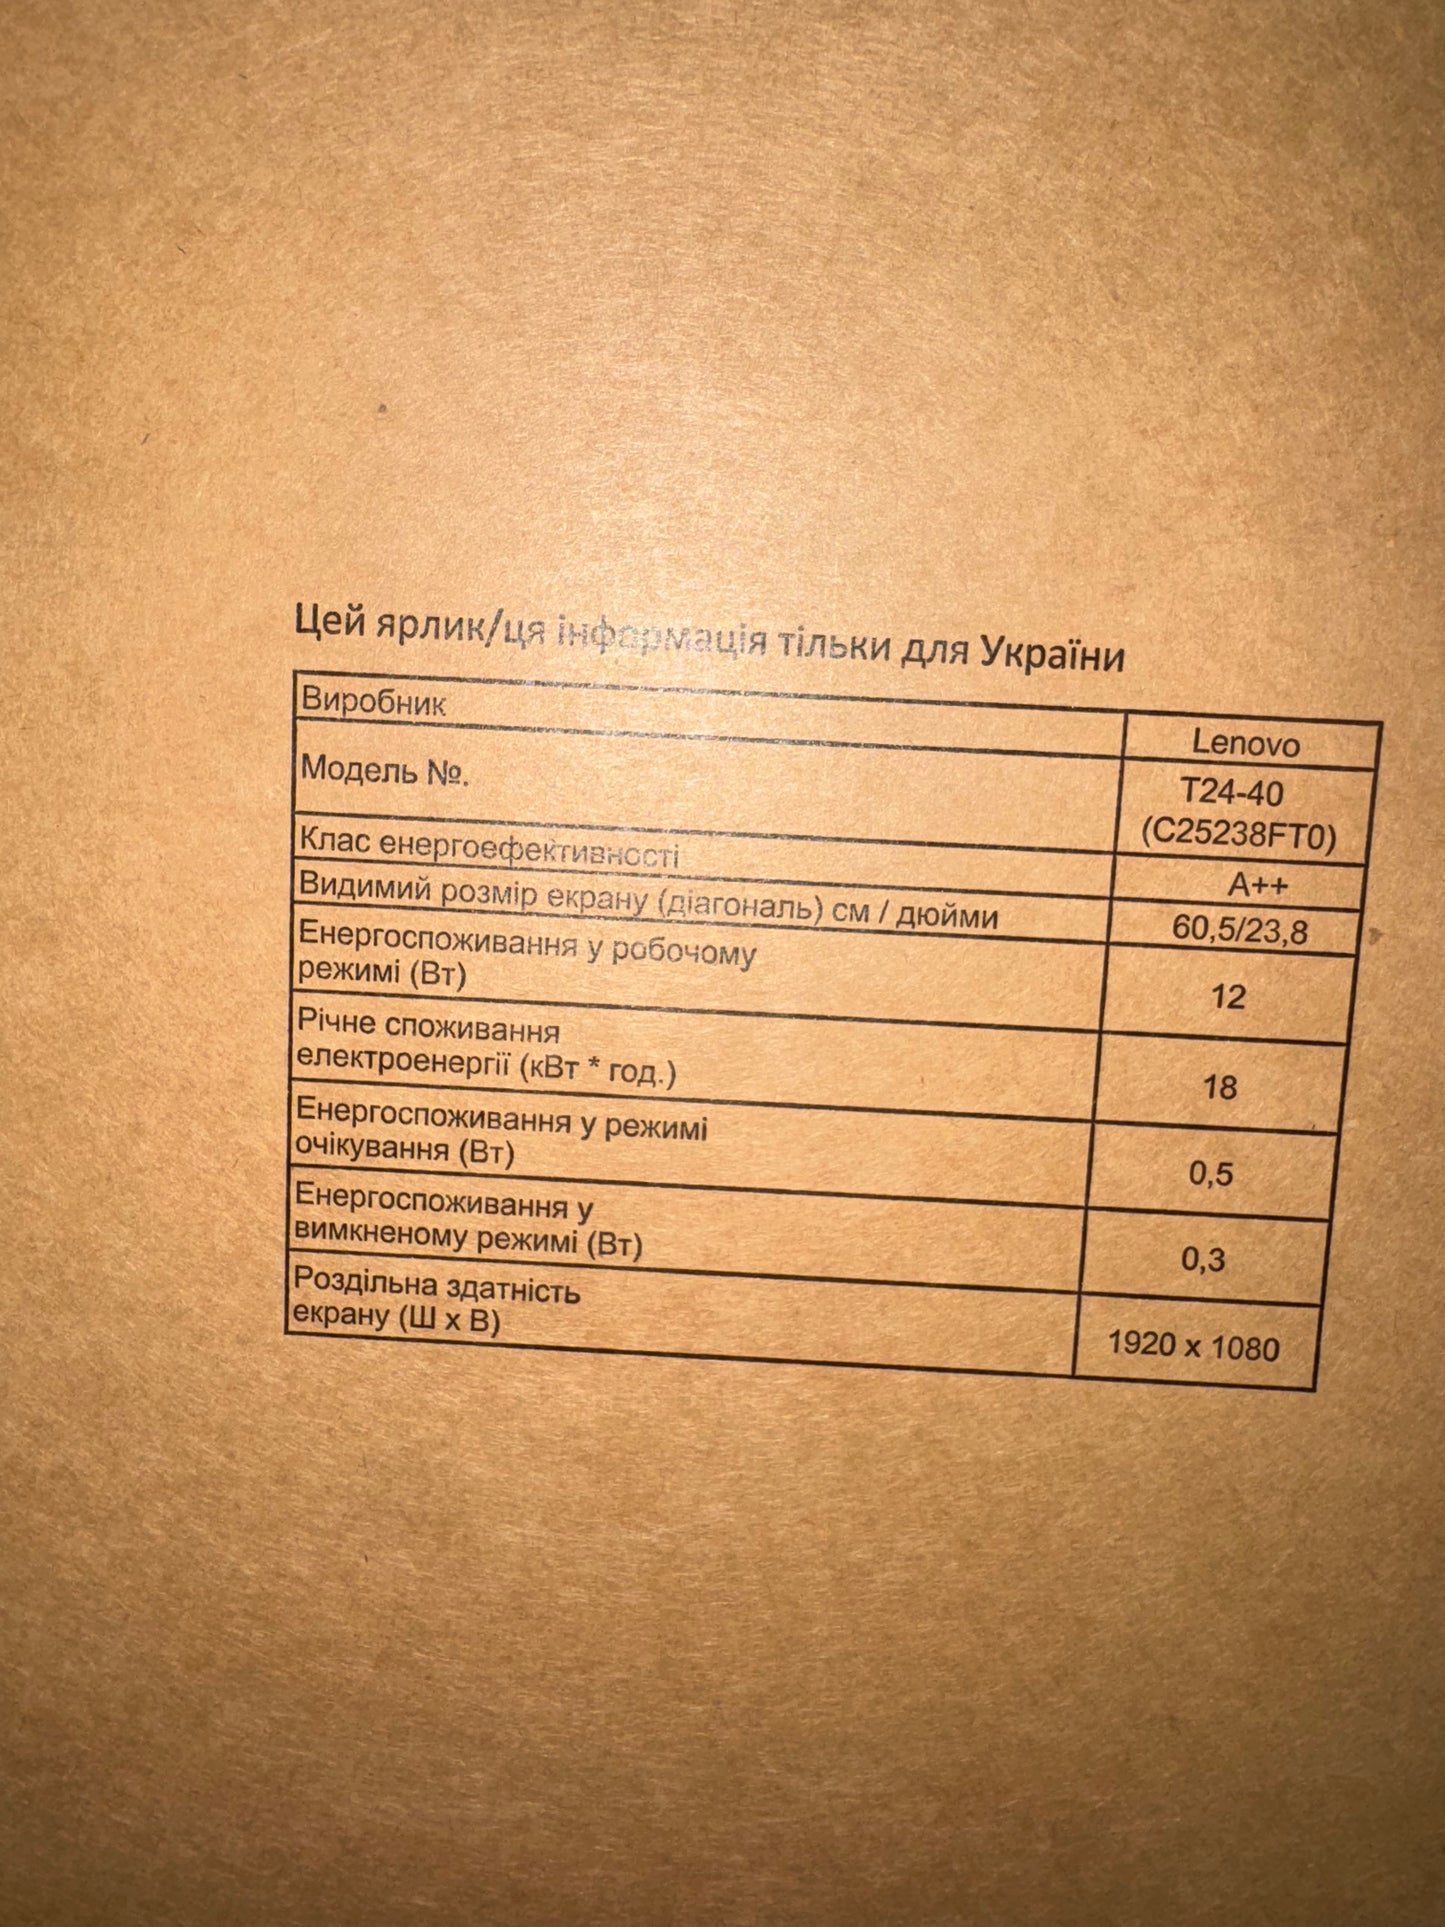 Цей ярлик/ця інформація тільки для України
Виробник
Lenovo
Модель №.
T24-40
(C25238FT0)
Клас енергоефективності
A++
Видимий розмір екрану (діагональ) см / дюйми
60,5/23,8
Енергоспоживання у робочому
режимі (Вт)
12
Річне споживання
електроенергії (кВт * год.)
18
Енергоспоживання у режимі
очікування (Вт)
0,5
Енергоспоживання у
вимкненому режимі (Вт)
0,3
Роздільна здатність
екрану (Ш х В)
1920 x 1080